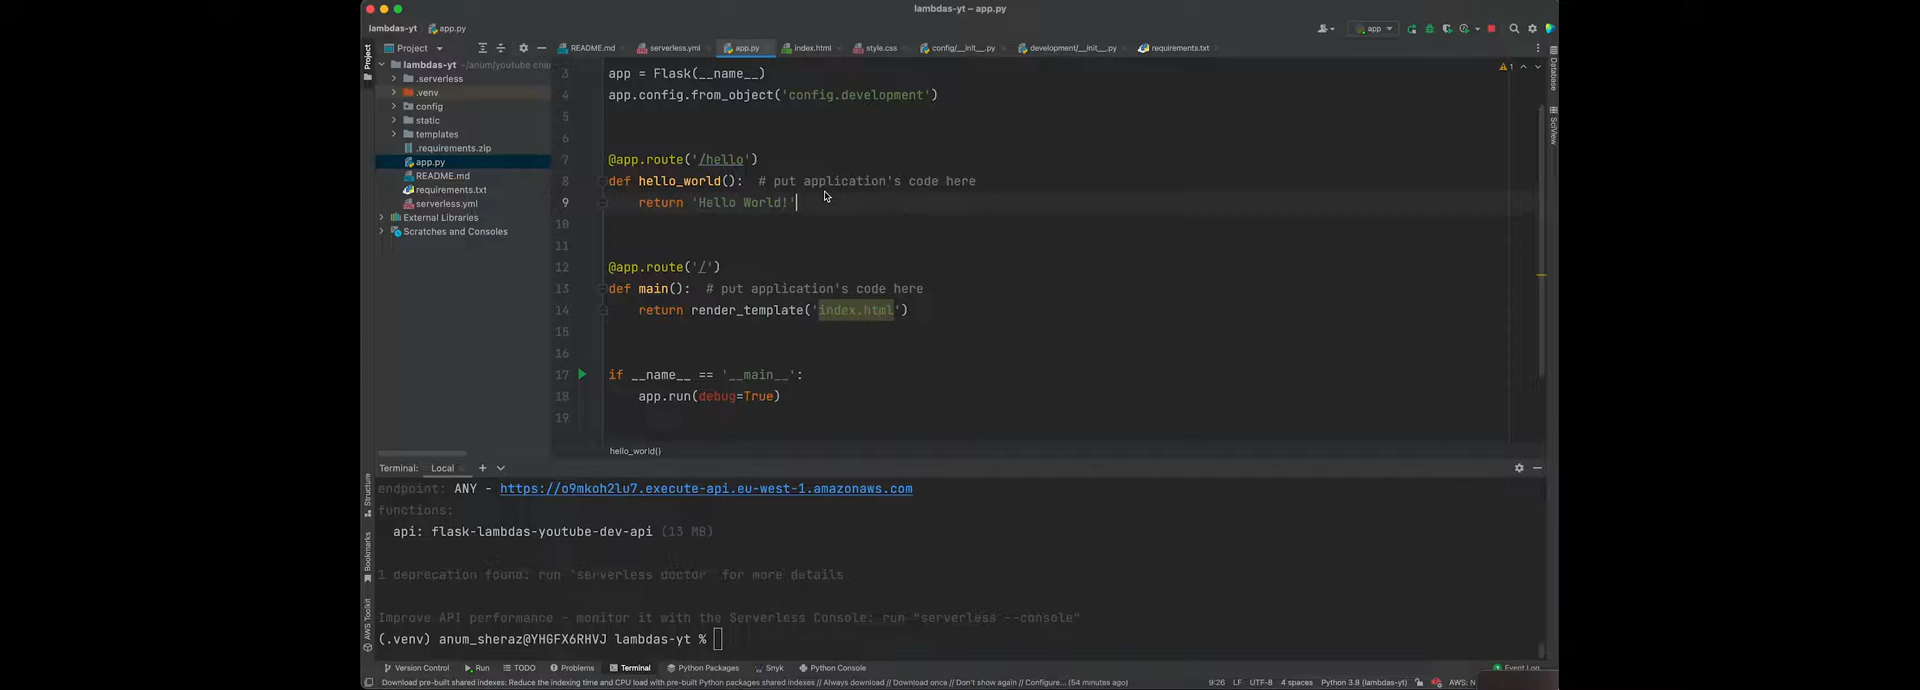 lambdas-yt – app.py
lambdas-yt app.py
app
Project
README.md serverless.yml app.py index.html style.css config/__init__.py development/__init__.py requirements.txt
Project
lambdas-yt ~/anum/youtube cha
.serverless
.venv
config
static
templates
.requirements.zip
app.py
README.md
requirements.txt
serverless.yml
External Libraries
Scratches and Consoles
3 app = Flask(__name__)
4 app.config.from_object('config.development')
5
6
7 @app.route('/hello')
8 def hello_world():  # put application's code here
9 return 'Hello World!'
10
11
12 @app.route('/')
13 def main():  # put application's code here
14 return render_template('index.html')
15
16
17 if __name__ == '__main__':
18 app.run(debug=True)
19
1
Database
SciView
hello_world()
Structure
Bookmarks
AWS Toolkit
Terminal: Local
endpoint: ANY - https://o9mkoh2lu7.execute-api.eu-west-1.amazonaws.com
functions:
api: flask-lambdas-youtube-dev-api (13 MB)
1 deprecation found: run 'serverless doctor' for more details
Improve API performance – monitor it with the Serverless Console: run "serverless --console"
(.venv) anum_sheraz@YHGFX6RHVJ lambdas-yt %
Version Control Run TODO Problems Terminal Python Packages Snyk Python Console Event Log
Download pre-built shared indexes: Reduce the indexing time and CPU load with pre-built Python packages shared indexes // Always download // Download once // Don't show again // Configure... (54 minutes ago) 9:26 LF UTF-8 4 spaces Python 3.8 (lambdas-yt) AWS: N